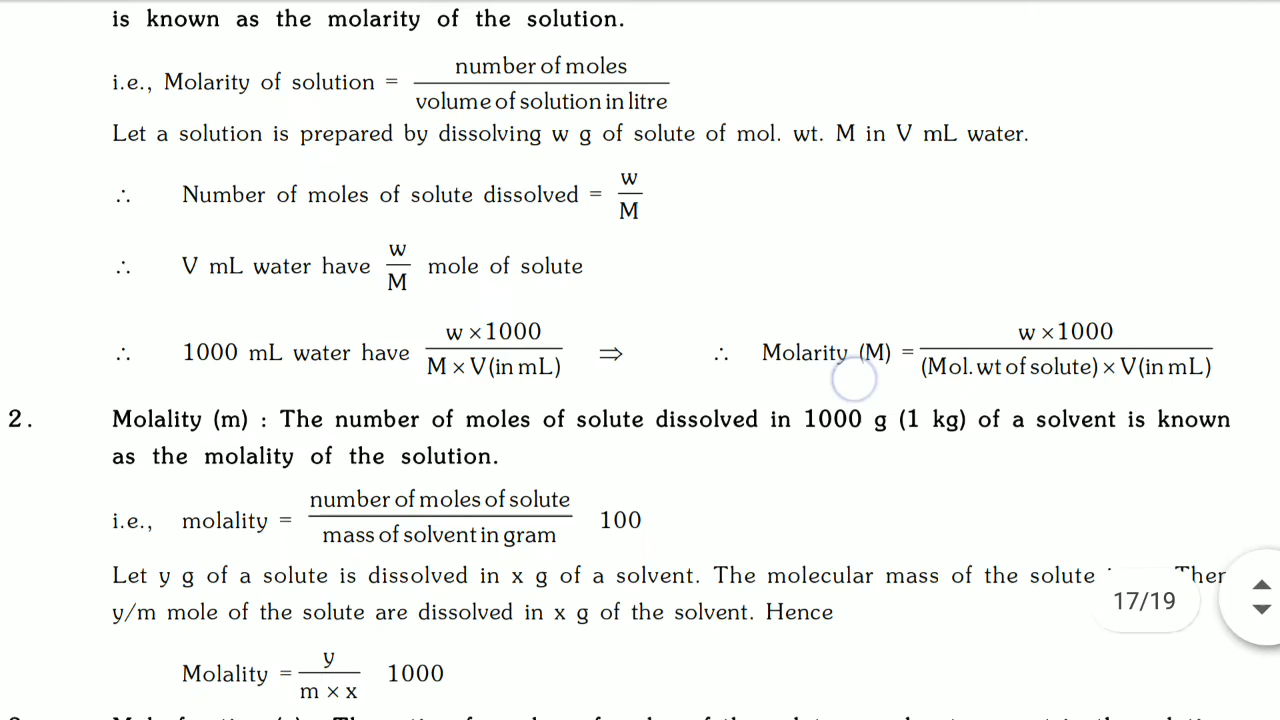 is known as the molarity of the solution.
i.e., Molarity of solution = number of moles / volume of solution in litre
Let a solution is prepared by dissolving w g of solute of mol. wt. M in V mL water.
∴ Number of moles of solute dissolved = w / M
∴ V mL water have w / M mole of solute
∴ 1000 mL water have w × 1000 / M × V(in mL) ⇒ ∴ Molarity (M) = w × 1000 / (Mol. wt of solute) × V(in mL)
2. Molality (m) : The number of moles of solute dissolved in 1000 g (1 kg) of a solvent is known
as the molality of the solution.
i.e., molality = number of moles of solute / mass of solvent in gram 100
Let y g of a solute is dissolved in x g of a solvent. The molecular mass of the solute Ther
17/19
y/m mole of the solute are dissolved in x g of the solvent. Hence
Molality = y / m × x 1000